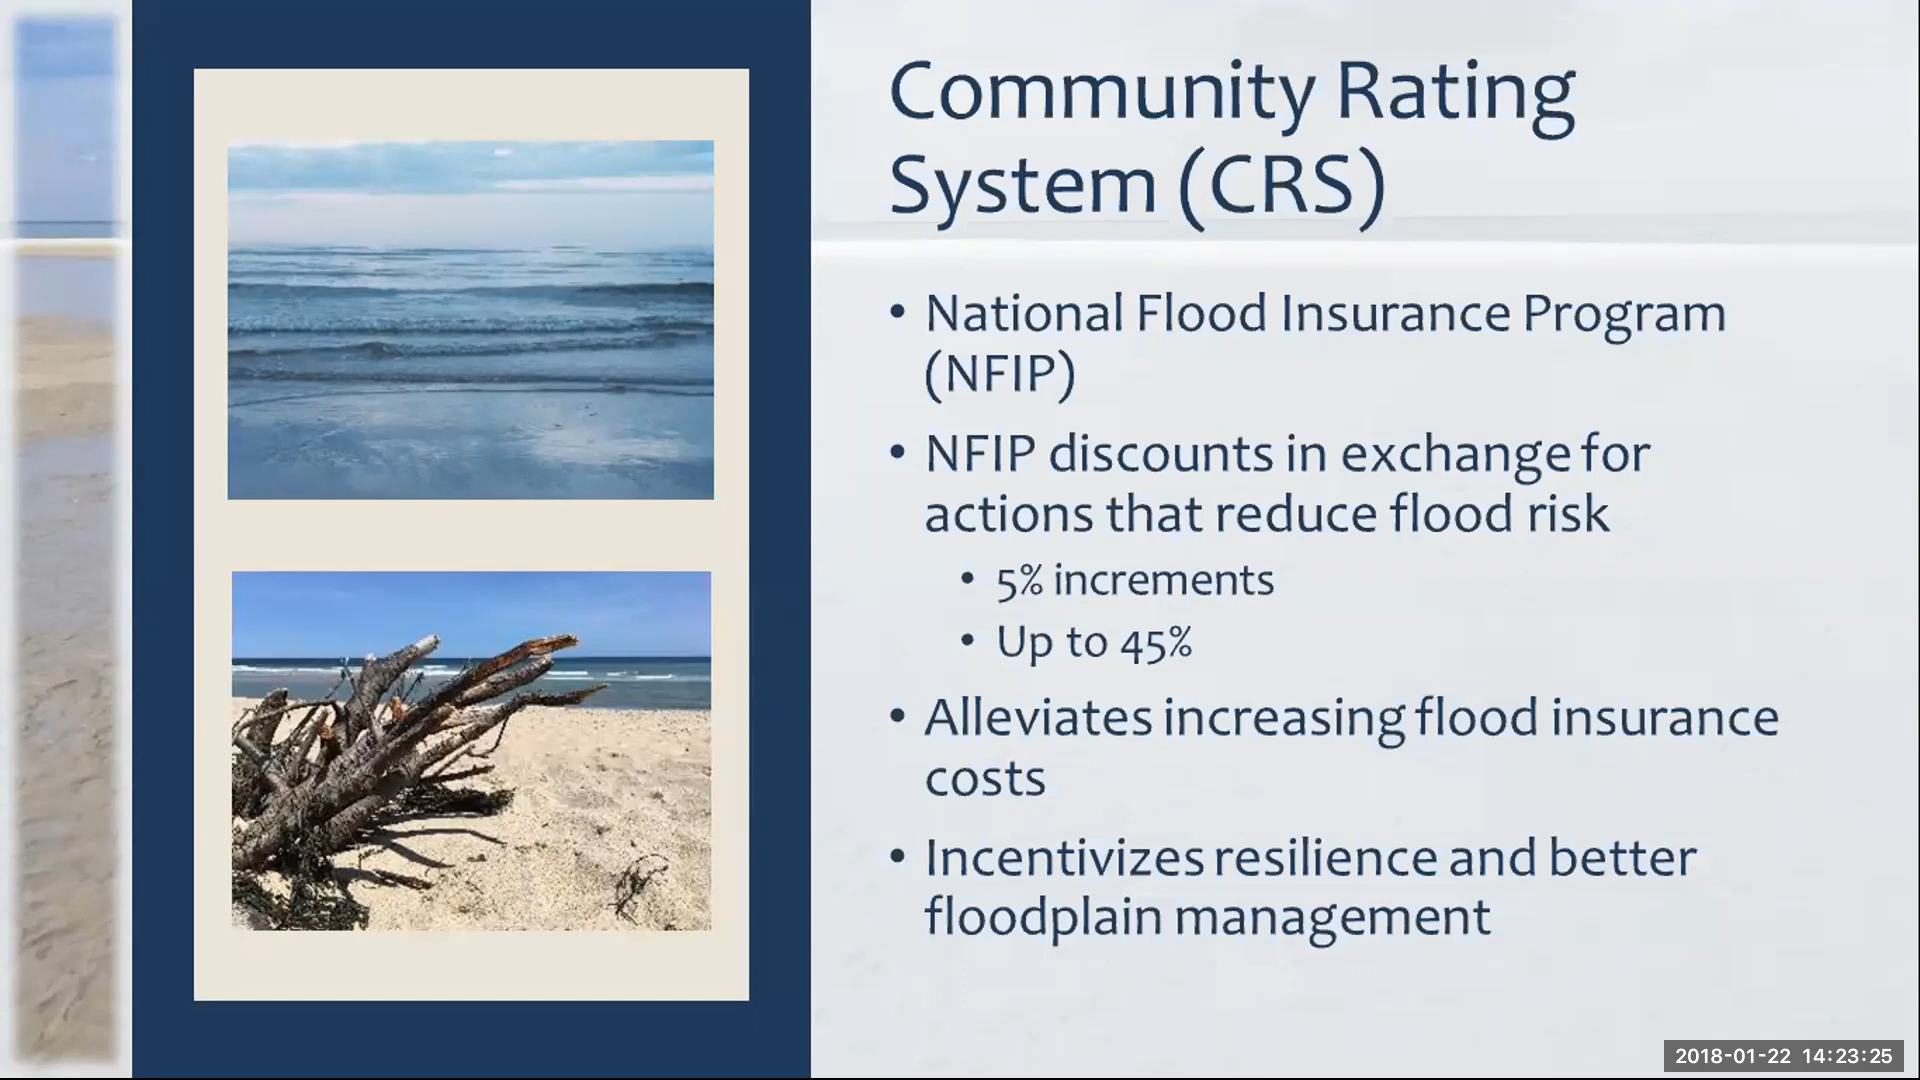 Community Rating
System (CRS)
• National Flood Insurance Program
(NFIP)
• NFIP discounts in exchange for
actions that reduce flood risk
• 5% increments
• Up to 45%
• Alleviates increasing flood insurance
costs
• Incentivizes resilience and better
floodplain management
2018-01-22 14:23:25